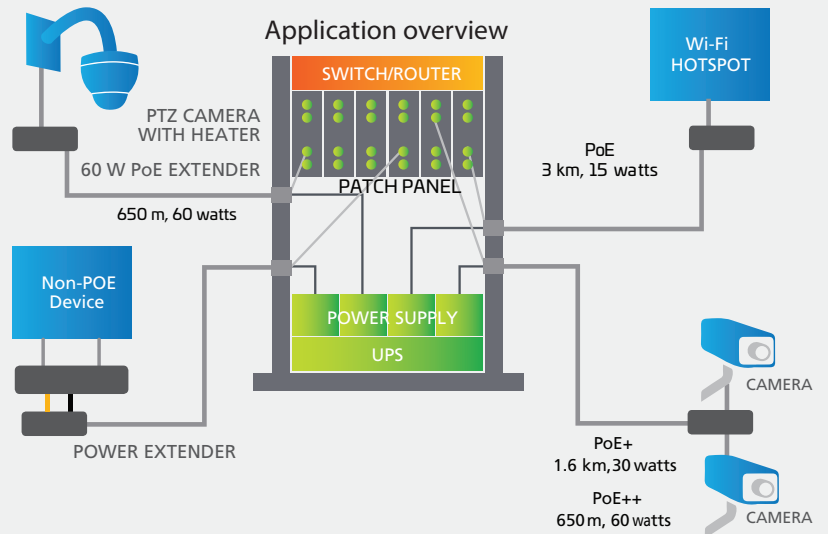 Application overview
SWITCH/ROUTER
PTZ CAMERA
WITH HEATER
60 W PoE EXTENDER
650 m, 60 watts
PATCH PANEL
Wi-Fi
HOTSPOT
PoE
3 km, 15 watts
Non-POE
Device
POWER SUPPLY
UPS
POWER EXTENDER
CAMERA
PoE+
1.6 km,30 watts
PoE++
650 m, 60 watts
CAMERA